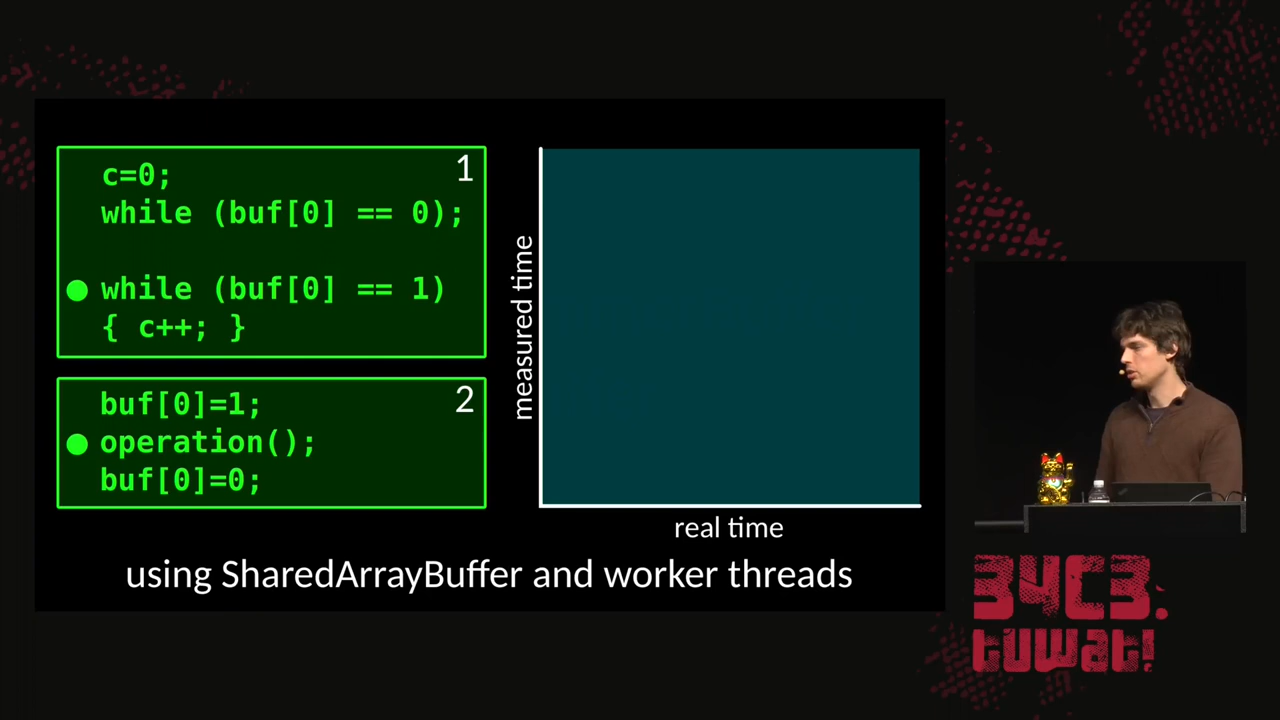 1
c=0;
while (buf[0] == 0);
while (buf[0] == 1)
{ c++; }
2
buf[0]=1;
operation();
buf[0]=0;
measured time
real time
using SharedArrayBuffer and worker threads
34C3.
tuwat!